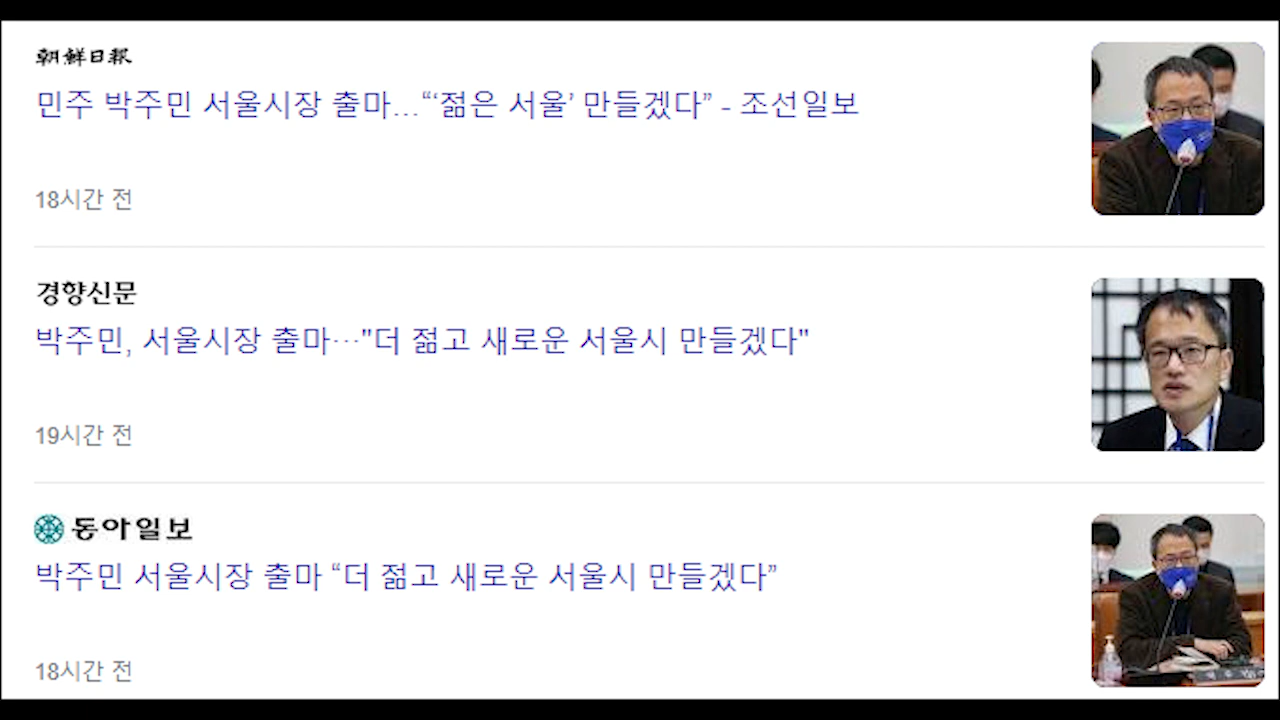 朝鮮日報
민주 박주민 서울시장 출마…“‘젊은 서울’ 만들겠다” - 조선일보
18시간 전
경향신문
박주민, 서울시장 출마···"더 젊고 새로운 서울시 만들겠다"
19시간 전
동아일보
박주민 서울시장 출마 “더 젊고 새로운 서울시 만들겠다”
18시간 전